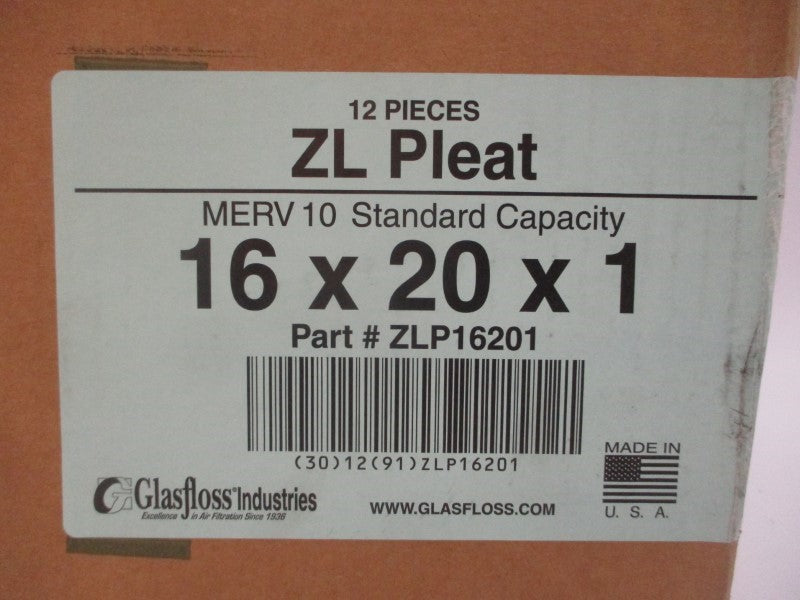 12 PIECES
ZL Pleat
MERV 10 Standard Capacity
16 x 20 x 1
Part # ZLP16201
(30)12(91)ZLP16201
MADE IN
U. S. A.
Glasfloss® Industries
Excellence in Air Filtration Since 1936
WWW.GLASFLOSS.COM